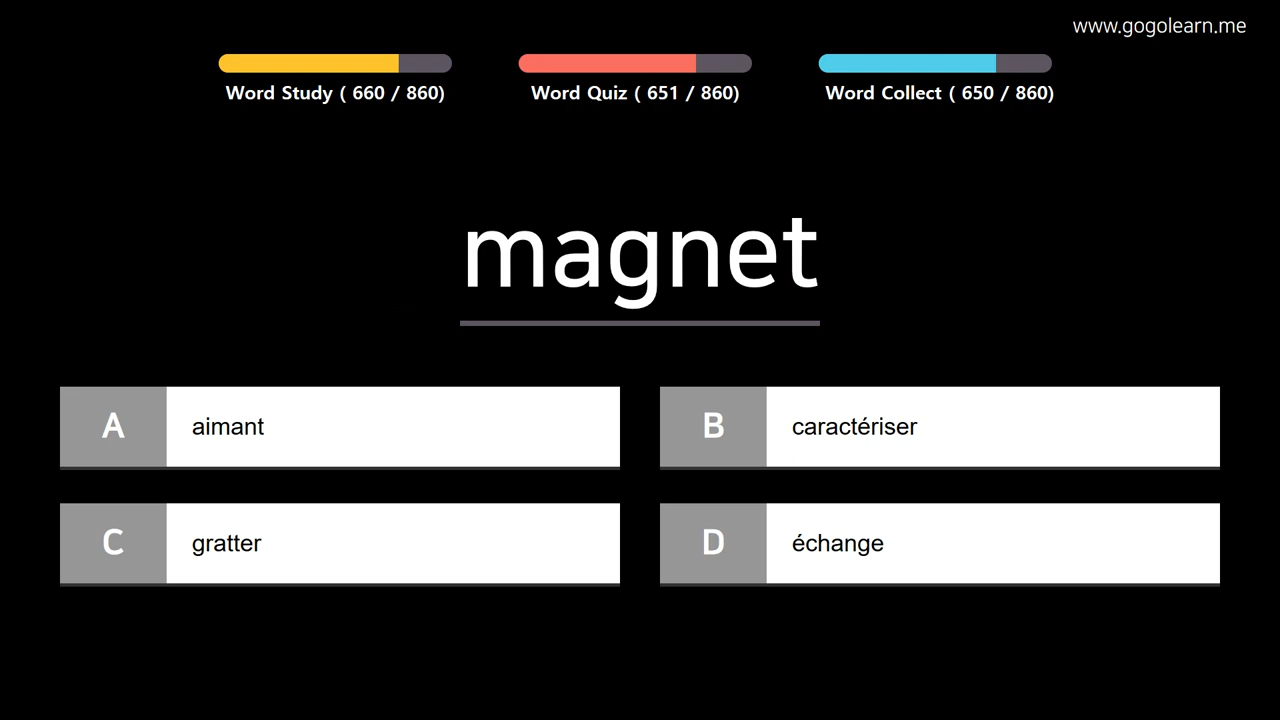 www.gogolearn.me
Word Study ( 660 / 860)
Word Quiz ( 651 / 860)
Word Collect ( 650 / 860)
magnet
A aimant
B caractériser
C gratter
D échange